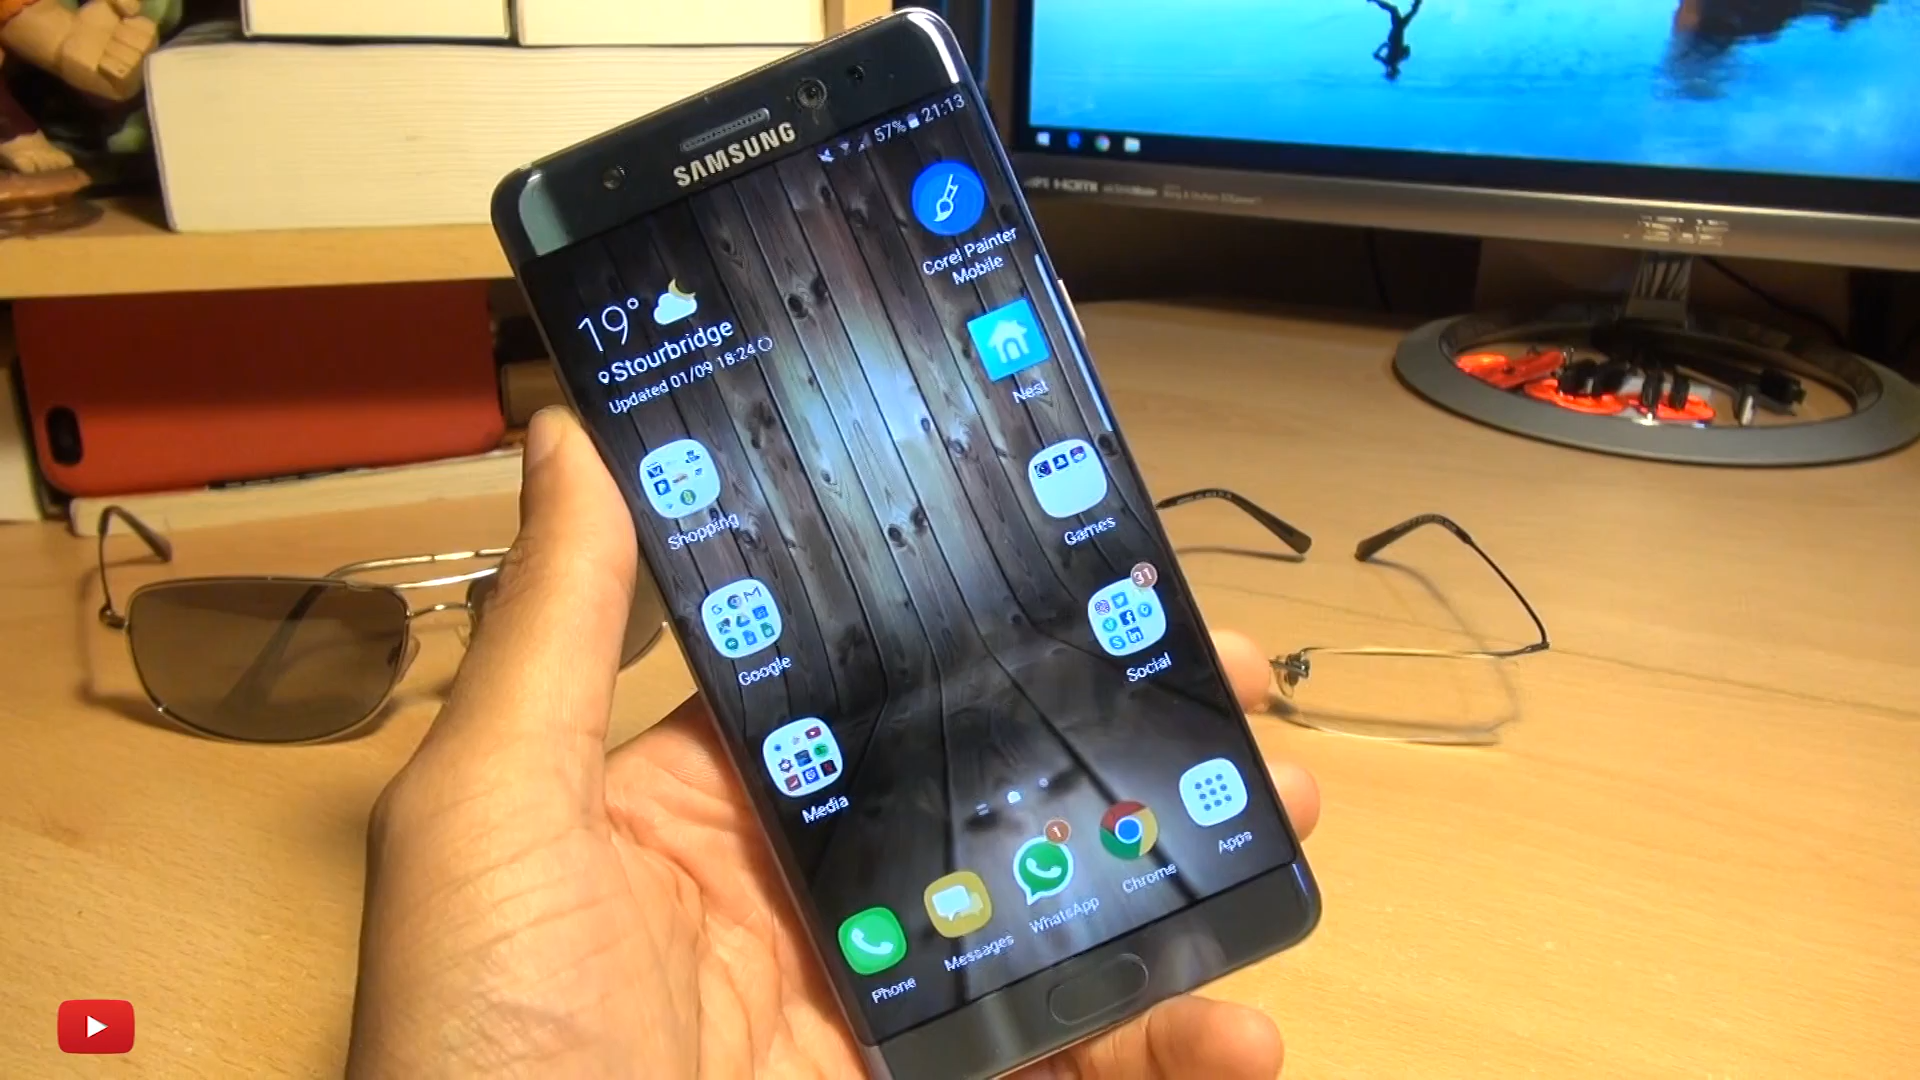 SAMSUNG
57% 21:13
Corel Painter
Mobile
19°
Stourbridge
Updated 01/09 18:24
Nest
Shopping
Games
Google
31
Social
Media
1
Phone
Messages
WhatsApp
Chrome
Apps
HDMI